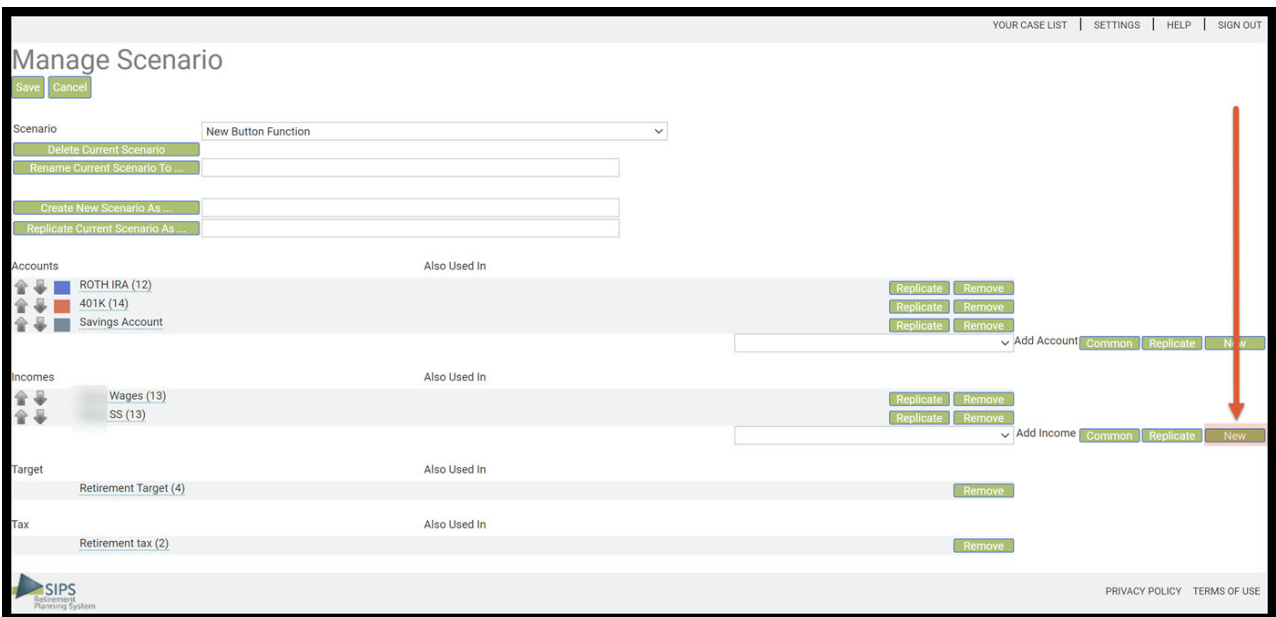 YOUR CASE LIST | SETTINGS | HELP | SIGN OUT
Manage Scenario
Save Cancel
Scenario New Button Function
Delete Current Scenario
Rename Current Scenario To ...
Create New Scenario As ...
Replicate Current Scenario As ...
Accounts Also Used In
ROTH IRA (12) Replicate Remove
401K (14) Replicate Remove
Savings Account Replicate Remove
Add Account Common Replicate New
Incomes Also Used In
Wages (13) Replicate Remove
SS (13) Replicate Remove
Add Income Common Replicate New
Target Also Used In
Retirement Target (4) Remove
Tax Also Used In
Retirement tax (2) Remove
SIPS
Retirement
Planning System
PRIVACY POLICY TERMS OF USE